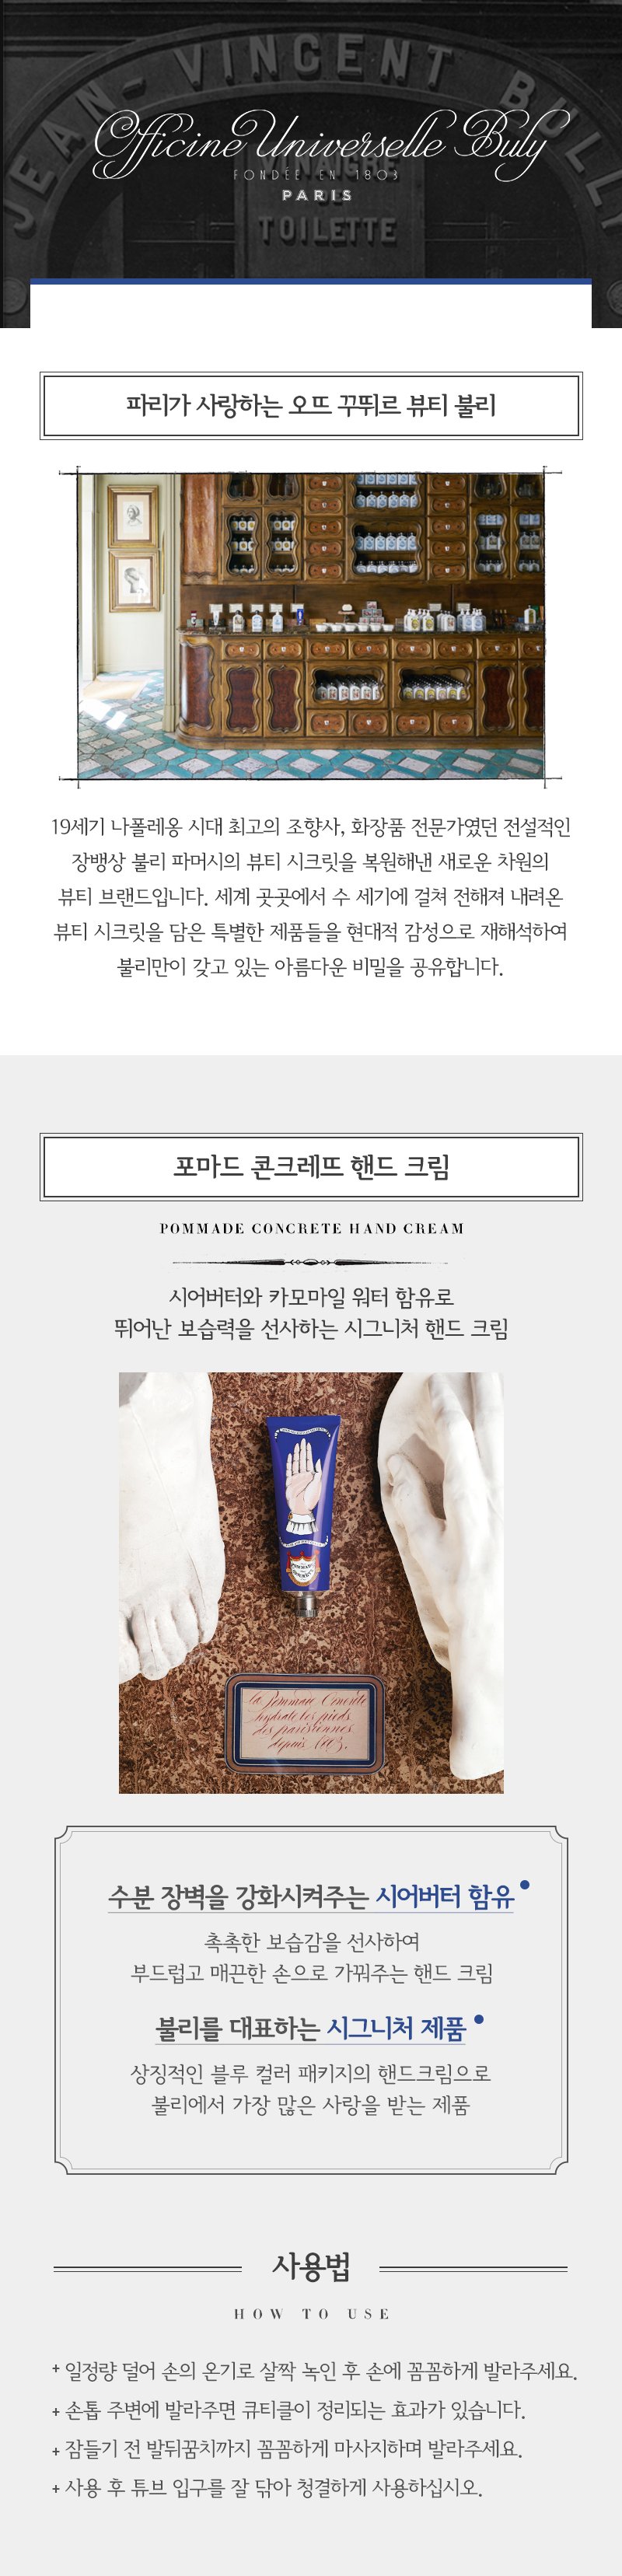 JEAN-VINCENT BULLY
Officine Universelle Buly
FONDÉE EN 1803
PARIS
TOILETTE
파리가 사랑하는 오뜨 꾸뛰르 뷰티 불리
19세기 나폴레옹 시대 최고의 조향사, 화장품 전문가였던 전설적인
장뱅상 불리 파머시의 뷰티 시크릿을 복원해낸 새로운 차원의
뷰티 브랜드입니다. 세계 곳곳에서 수 세기에 걸쳐 전해져 내려온
뷰티 시크릿을 담은 특별한 제품들을 현대적 감성으로 재해석하여
불리만이 갖고 있는 아름다운 비밀을 공유합니다.
포마드 콘크레뜨 핸드 크림
POMMADE CONCRETE HAND CREAM
시어버터와 카모마일 워터 함유로
뛰어난 보습력을 선사하는 시그니처 핸드 크림
la Pommade Concrète
hydrate les pieds
des parisiennes
depuis 1803.
수분 장벽을 강화시켜주는 시어버터 함유
촉촉한 보습감을 선사하여
부드럽고 매끈한 손으로 가꿔주는 핸드 크림
불리를 대표하는 시그니처 제품
상징적인 블루 컬러 패키지의 핸드크림으로
불리에서 가장 많은 사랑을 받는 제품
사용법
HOW TO USE
+ 일정량 덜어 손의 온기로 살짝 녹인 후 손에 꼼꼼하게 발라주세요.
+ 손톱 주변에 발라주면 큐티클이 정리되는 효과가 있습니다.
+ 잠들기 전 발뒤꿈치까지 꼼꼼하게 마사지하며 발라주세요.
+ 사용 후 튜브 입구를 잘 닦아 청결하게 사용하십시오.